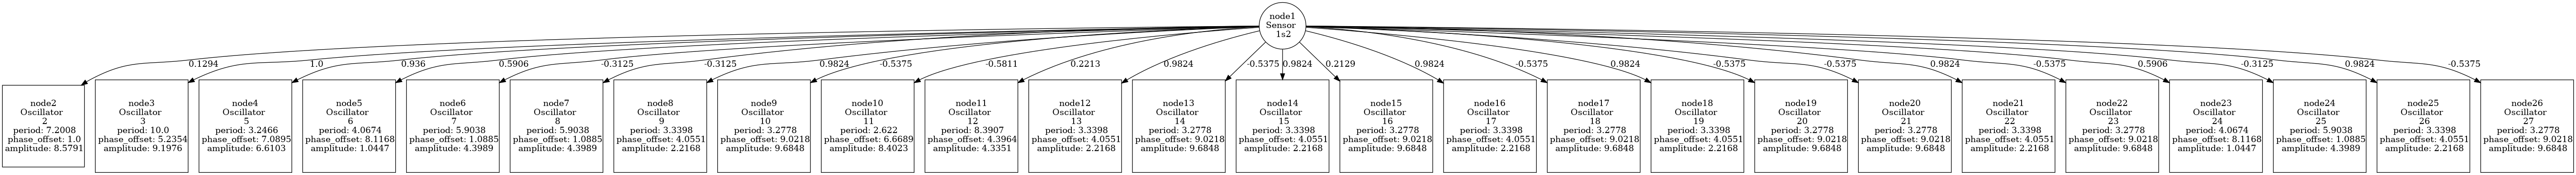 node1
Sensor
1s2
0.1294
1.0
0.936
0.5906
-0.3125
-0.3125
0.9824
-0.5375
-0.5811
0.2213
0.9824
-0.5375
0.9824
0.2129
0.9824
-0.5375
0.9824
-0.5375
-0.5375
0.9824
-0.5375
0.5906
-0.3125
0.9824
-0.5375
node2
Oscillator
2
period: 7.2008
phase_offset: 1.0
amplitude: 8.5791
node3
Oscillator
3
period: 10.0
phase_offset: 5.2354
amplitude: 9.1976
node4
Oscillator
5
period: 3.2466
phase_offset: 7.0895
amplitude: 6.6103
node5
Oscillator
6
period: 4.0674
phase_offset: 8.1168
amplitude: 1.0447
node6
Oscillator
7
period: 5.9038
phase_offset: 1.0885
amplitude: 4.3989
node7
Oscillator
8
period: 5.9038
phase_offset: 1.0885
amplitude: 4.3989
node8
Oscillator
9
period: 3.3398
phase_offset: 4.0551
amplitude: 2.2168
node9
Oscillator
10
period: 3.2778
phase_offset: 9.0218
amplitude: 9.6848
node10
Oscillator
11
period: 2.622
phase_offset: 6.6689
amplitude: 8.4023
node11
Oscillator
12
period: 8.3907
phase_offset: 4.3964
amplitude: 4.3351
node12
Oscillator
13
period: 3.3398
phase_offset: 4.0551
amplitude: 2.2168
node13
Oscillator
14
period: 3.2778
phase_offset: 9.0218
amplitude: 9.6848
node14
Oscillator
15
period: 3.3398
phase_offset: 4.0551
amplitude: 2.2168
node15
Oscillator
16
period: 3.2778
phase_offset: 9.0218
amplitude: 9.6848
node16
Oscillator
17
period: 3.3398
phase_offset: 4.0551
amplitude: 2.2168
node17
Oscillator
18
period: 3.2778
phase_offset: 9.0218
amplitude: 9.6848
node18
Oscillator
19
period: 3.3398
phase_offset: 4.0551
amplitude: 2.2168
node19
Oscillator
20
period: 3.2778
phase_offset: 9.0218
amplitude: 9.6848
node20
Oscillator
21
period: 3.2778
phase_offset: 9.0218
amplitude: 9.6848
node21
Oscillator
22
period: 3.3398
phase_offset: 4.0551
amplitude: 2.2168
node22
Oscillator
23
period: 3.2778
phase_offset: 9.0218
amplitude: 9.6848
node23
Oscillator
24
period: 4.0674
phase_offset: 8.1168
amplitude: 1.0447
node24
Oscillator
25
period: 5.9038
phase_offset: 1.0885
amplitude: 4.3989
node25
Oscillator
26
period: 3.3398
phase_offset: 4.0551
amplitude: 2.2168
node26
Oscillator
27
period: 3.2778
phase_offset: 9.0218
amplitude: 9.6848